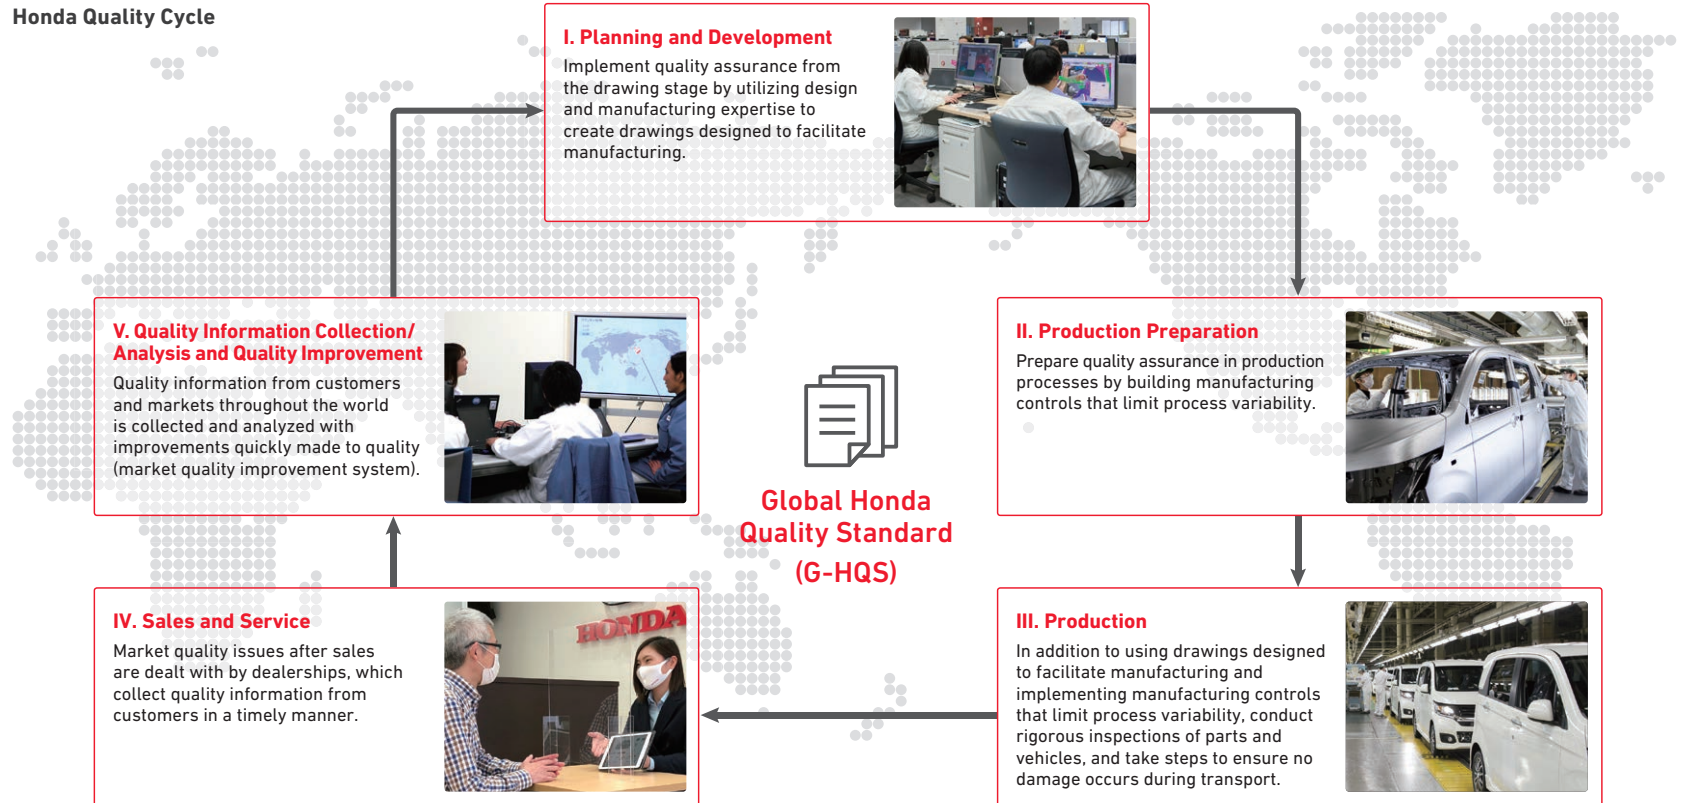 Honda Quality Cycle
I. Planning and Development
Implement quality assurance from
the drawing stage by utilizing design
and manufacturing expertise to
create drawings designed to facilitate
manufacturing.
II. Production Preparation
Prepare quality assurance in production
processes by building manufacturing
controls that limit process variability.
III. Production
In addition to using drawings designed
to facilitate manufacturing and
implementing manufacturing controls
that limit process variability, conduct
rigorous inspections of parts and
vehicles, and take steps to ensure no
damage occurs during transport.
IV. Sales and Service
Market quality issues after sales
are dealt with by dealerships, which
collect quality information from
customers in a timely manner.
HONDA
V. Quality Information Collection/
Analysis and Quality Improvement
Quality information from customers
and markets throughout the world
is collected and analyzed with
improvements quickly made to quality
(market quality improvement system).
Global Honda
Quality Standard
(G-HQS)